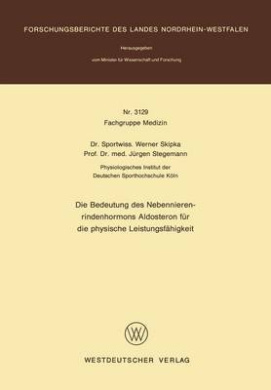 FORSCHUNGSBERICHTE DES LANDES NORDRHEIN-WESTFALEN
Herausgegeben
vom Minister für Wissenschaft und Forschung
Nr. 3129
Fachgruppe Medizin
Dr. Sportwiss. Werner Skipka
Prof. Dr. med. Jürgen Stegemann
Physiologisches Institut der
Deutschen Sporthochschule Köln
Die Bedeutung des Nebennieren-
rindenhormons Aldosteron für
die physische Leistungsfähigkeit
WESTDEUTSCHER VERLAG